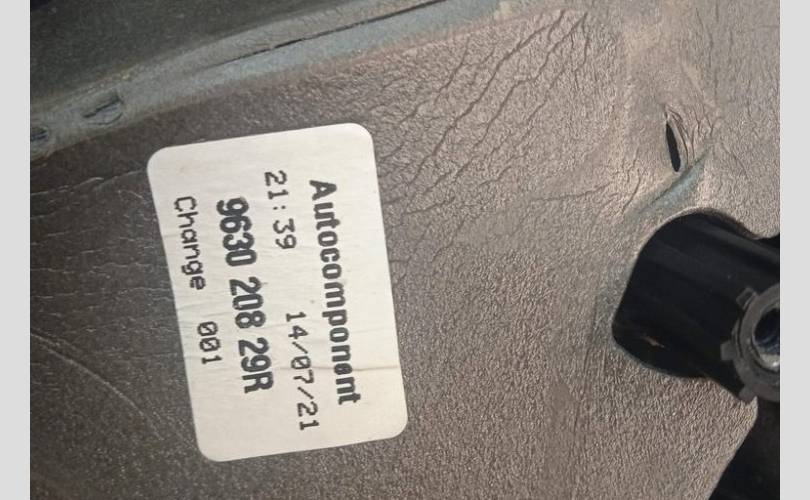 Autocomponent
21:39 14/07/21
9630 208 29R
Change 001